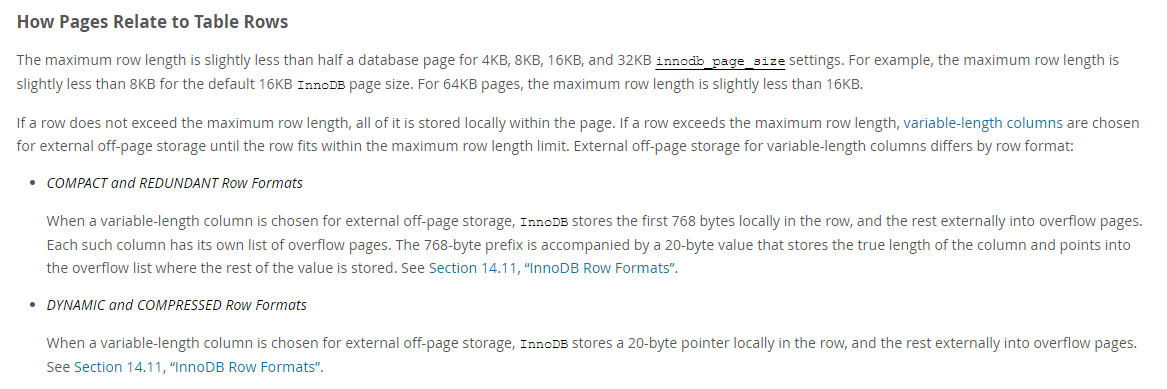 How Pages Relate to Table Rows
The maximum row length is slightly less than half a database page for 4KB, 8KB, 16KB, and 32KB innodb_page_size settings. For example, the maximum row length is
slightly less than 8KB for the default 16KB InnoDB page size. For 64KB pages, the maximum row length is slightly less than 16KB.
If a row does not exceed the maximum row length, all of it is stored locally within the page. If a row exceeds the maximum row length, variable-length columns are chosen
for external off-page storage until the row fits within the maximum row length limit. External off-page storage for variable-length columns differs by row format:
• COMPACT and REDUNDANT Row Formats
When a variable-length column is chosen for external off-page storage, InnoDB stores the first 768 bytes locally in the row, and the rest externally into overflow pages.
Each such column has its own list of overflow pages. The 768-byte prefix is accompanied by a 20-byte value that stores the true length of the column and points into
the overflow list where the rest of the value is stored. See Section 14.11, “InnoDB Row Formats”.
• DYNAMIC and COMPRESSED Row Formats
When a variable-length column is chosen for external off-page storage, InnoDB stores a 20-byte pointer locally in the row, and the rest externally into overflow pages.
See Section 14.11, “InnoDB Row Formats”.